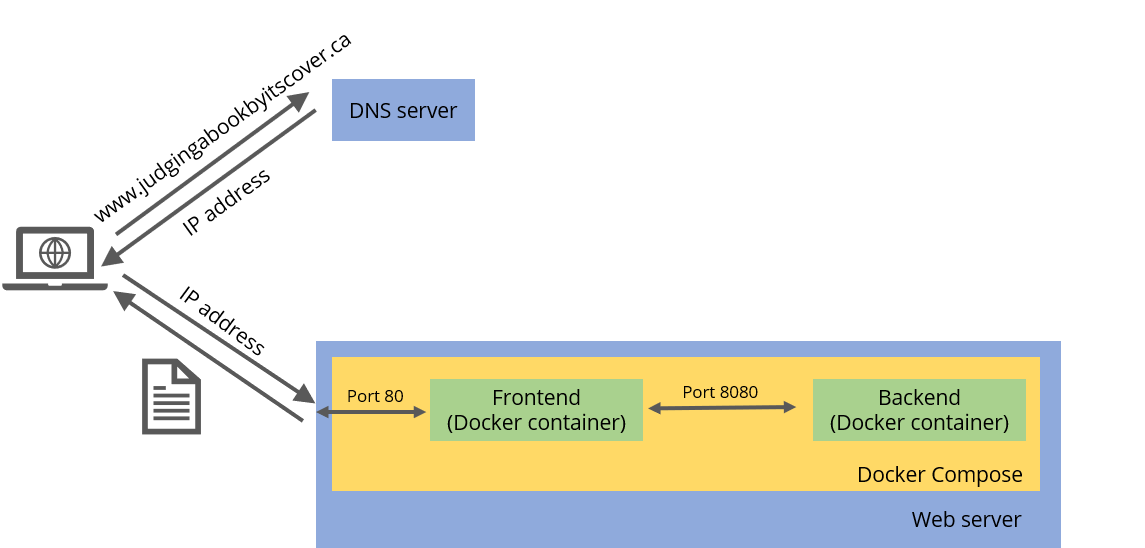 www.judgingabookbyitscover.ca
DNS server
IP address
IP address
Port 80
Frontend
(Docker container)
Port 8080
Backend
(Docker container)
Docker Compose
Web server